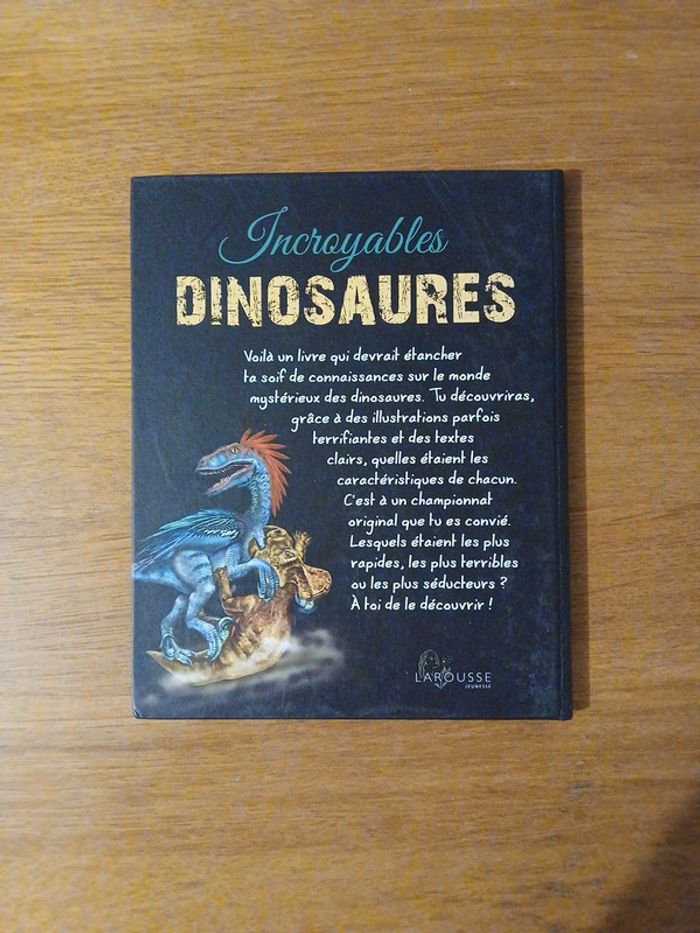 Incroyables
DINOSAURES
Voilà un livre qui devrait étancher
ta soif de connaissances sur le monde
mystérieux des dinosaures. Tu découvriras,
grâce à des illustrations parfois
terrifiantes et des textes
clairs, quelles étaient les
caractéristiques de chacun.
C'est à un championnat
original que tu es convié.
Lesquels étaient les plus
rapides, les plus terribles
ou les plus séducteurs ?
À toi de le découvrir !
LAROUSSE
JEUNESSE